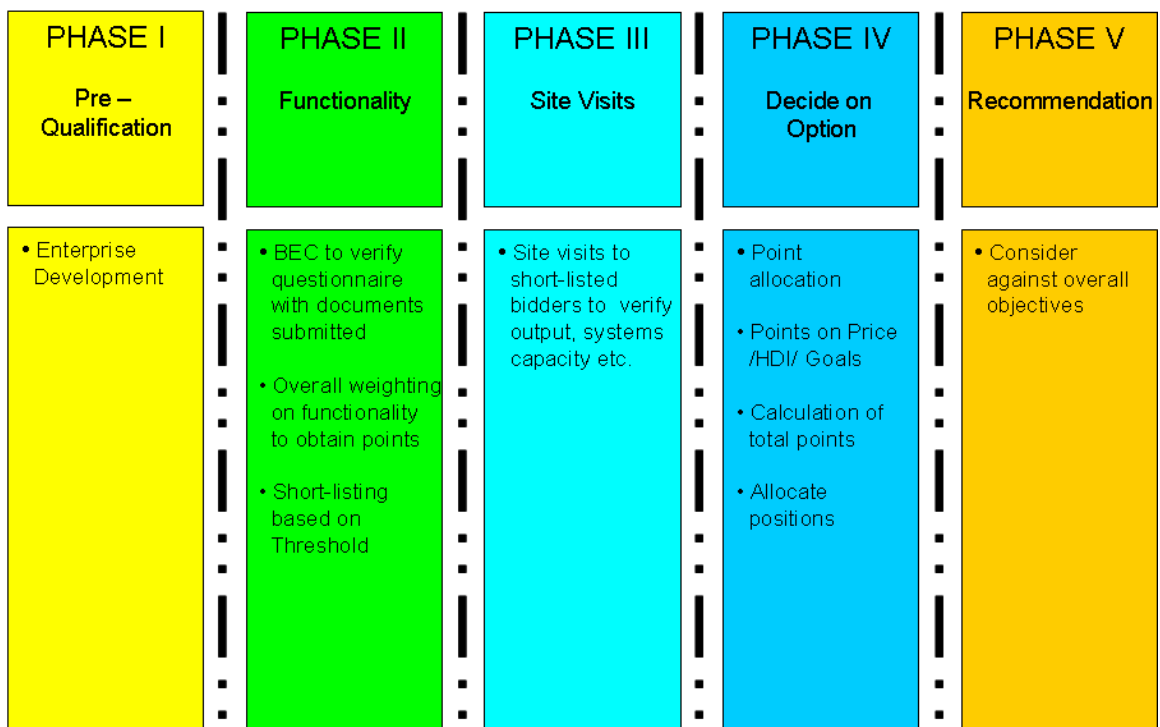 PHASE I
Pre –
Qualification
PHASE II
Functionality
PHASE III
Site Visits
PHASE IV
Decide on
Option
PHASE V
Recommendation
• Enterprise
Development
• BEC to verify
questionnaire
with documents
submitted
• Overall weighting
on functionality
to obtain points
• Short-listing
based on
Threshold
• Site visits to
short-listed
bidders to verify
output, systems
capacity etc.
• Point
allocation
• Points on Price
/HDI/ Goals
• Calculation of
total points
• Allocate
positions
• Consider
against overall
objectives